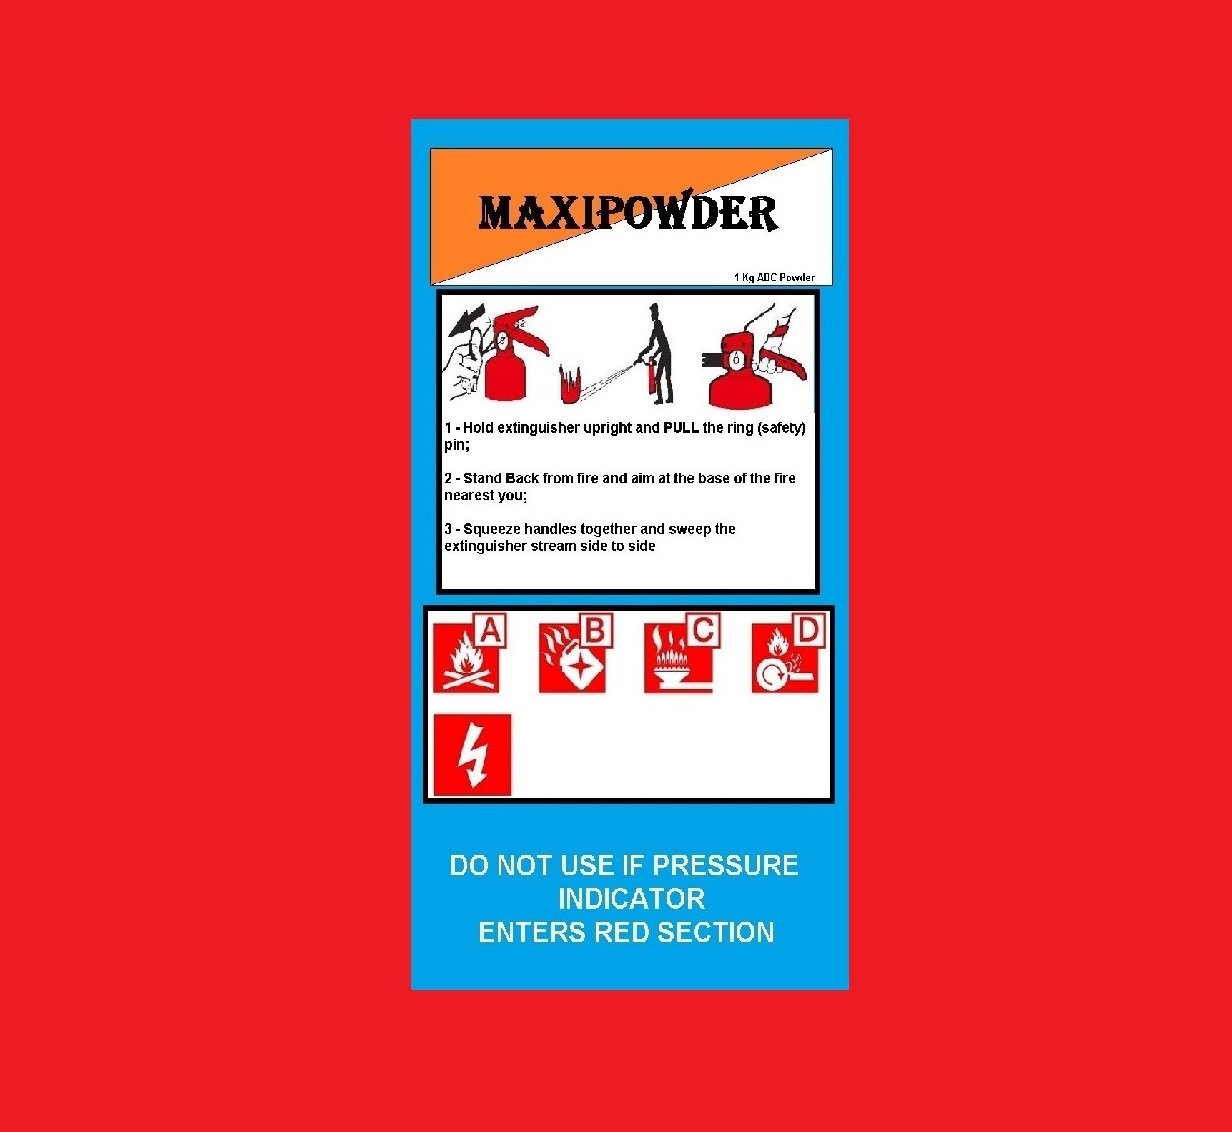 MAXIPOWDER
1 Kg ADC Powder
1 - Hold extinguisher upright and PULL the ring (safety)
pin;
2 - Stand Back from fire and aim at the base of the fire
nearest you;
3 - Squeeze handles together and sweep the
extinguisher stream side to side
A B C D
DO NOT USE IF PRESSURE
INDICATOR
ENTERS RED SECTION